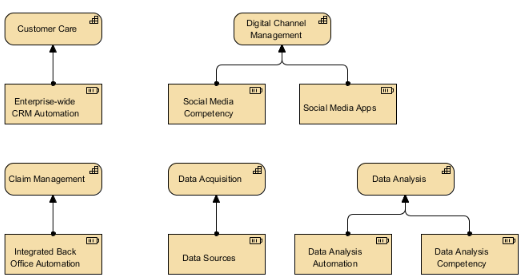 Customer Care
Digital Channel
Management
Enterprise-wide
CRM Automation
Social Media
Competency
Social Media Apps
Claim Management
Data Acquisition
Data Analysis
Integrated Back
Office Automation
Data Sources
Data Analysis
Automation
Data Analysis
Competency